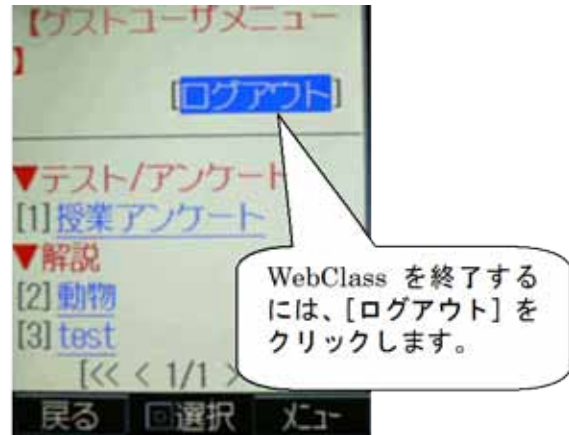 【ゲストユーザメニュー
】
[ログアウト]
▼テスト/アンケート
[1]授業アンケート
▼解説
[2]動物
[3]test
[<< < 1/1 >
戻る 選択 メニュー
WebClass を終了する
には、[ログアウト] を
クリックします。